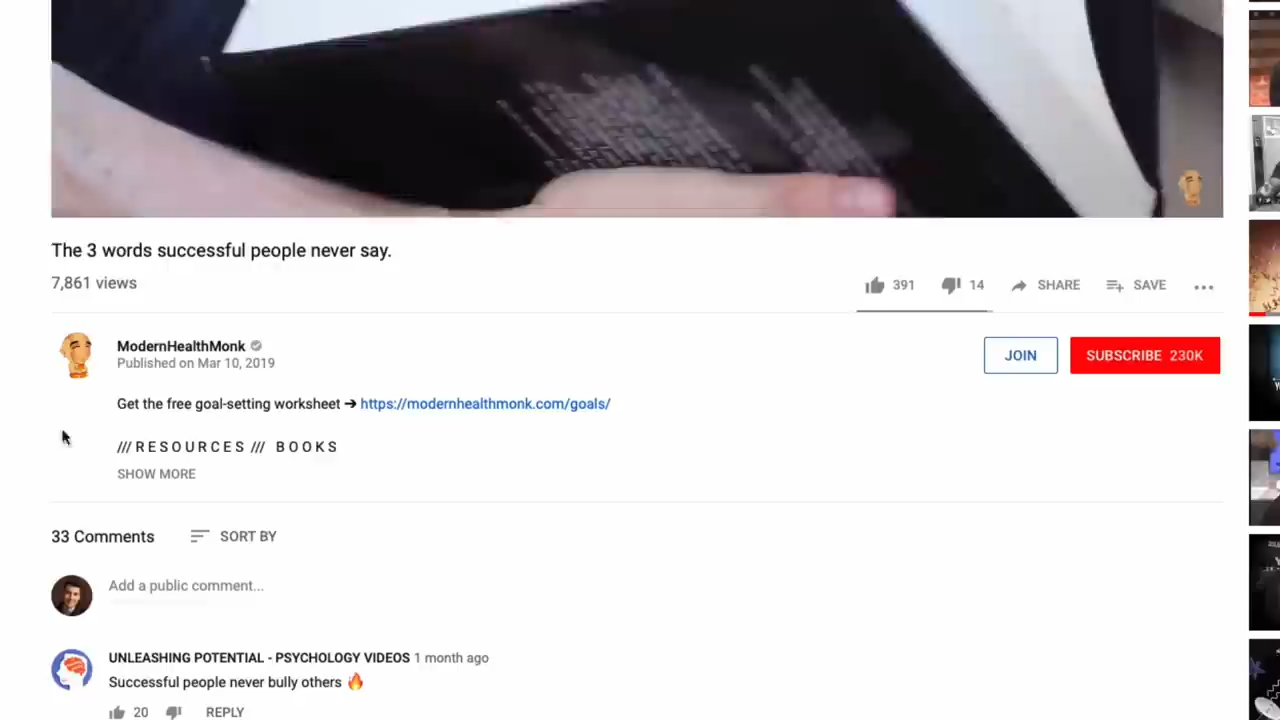 The 3 words successful people never say.
7,861 views
391 14 SHARE SAVE
ModernHealthMonk
Published on Mar 10, 2019
JOIN SUBSCRIBE 230K
Get the free goal-setting worksheet ➔ https://modernhealthmonk.com/goals/
/// R E S O U R C E S /// B O O K S
SHOW MORE
33 Comments SORT BY
Add a public comment...
UNLEASHING POTENTIAL - PSYCHOLOGY VIDEOS 1 month ago
Successful people never bully others 🔥
20 REPLY